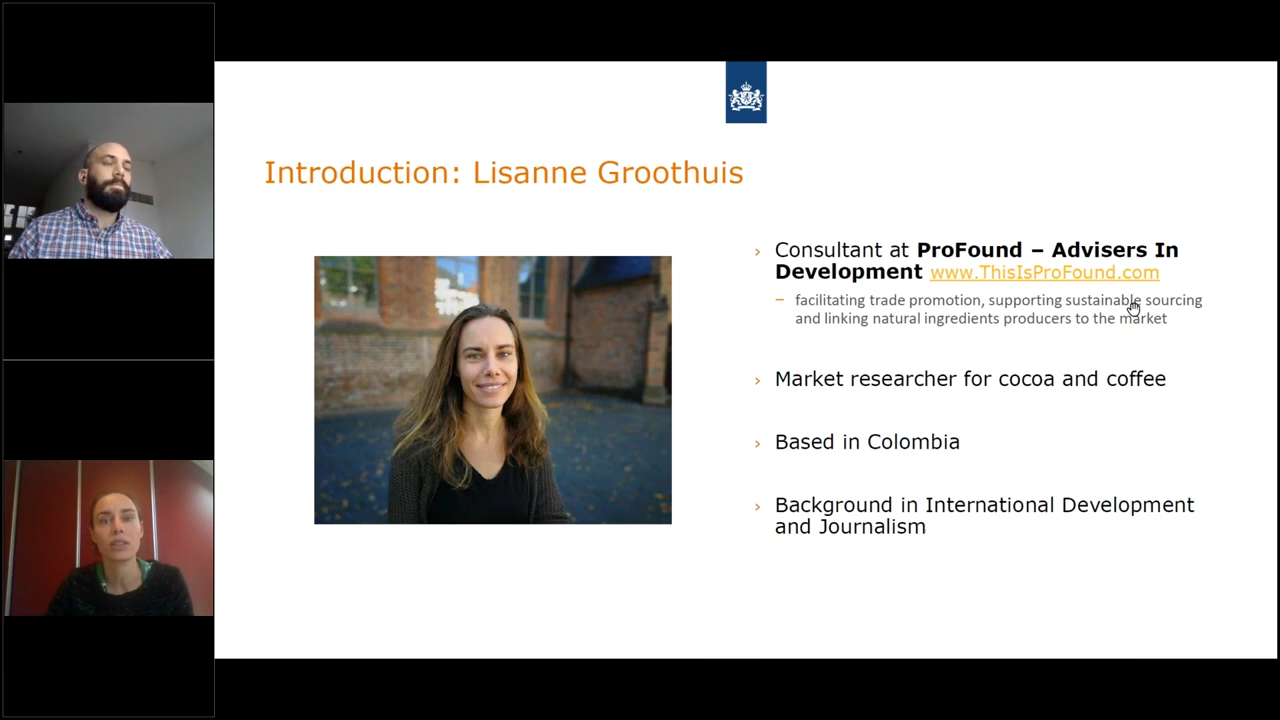 Introduction: Lisanne Groothuis
› Consultant at ProFound – Advisers In
Development www.ThisIsProFound.com
– facilitating trade promotion, supporting sustainable sourcing
and linking natural ingredients producers to the market
› Market researcher for cocoa and coffee
› Based in Colombia
› Background in International Development
and Journalism